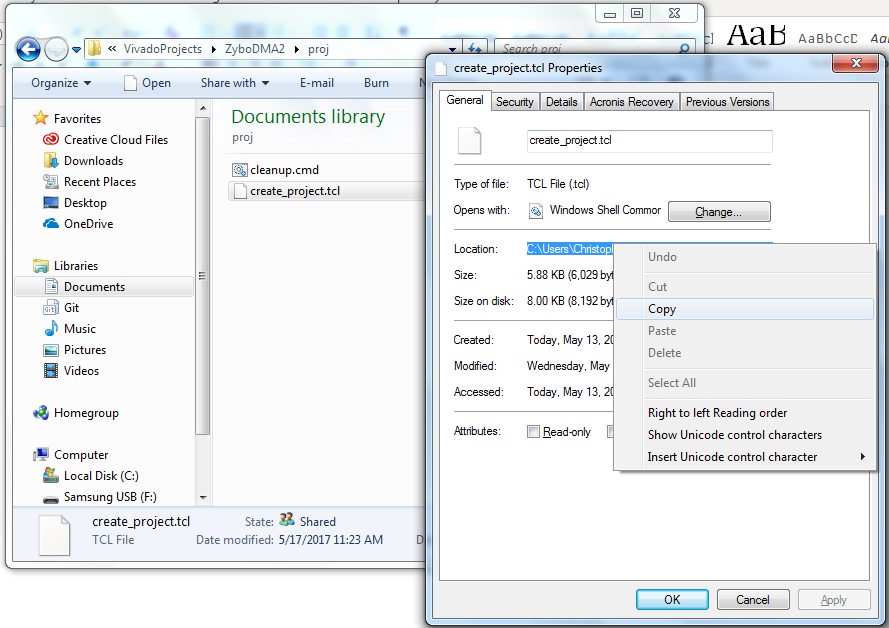 AaB AaBbCcD
« VivadoProjects ▸ ZyboDMA2 ▸ proj
Search proj
Organize Open Share with E-mail Burn
Favorites
Creative Cloud Files
Downloads
Recent Places
Desktop
OneDrive
Libraries
Documents
Git
Music
Pictures
Videos
Homegroup
Computer
Local Disk (C:)
Samsung USB (F:)
Documents library
proj
cleanup.cmd
create_project.tcl
create_project.tcl State: Shared
TCL File Date modified: 5/17/2017 11:23 AM
create_project.tcl Properties
General Security Details Acronis Recovery Previous Versions
create_project.tcl
Type of file: TCL File (.tcl)
Opens with: Windows Shell Commor Change...
Location: C:\Users\Christop
Size: 5.88 KB (6,029 byt
Size on disk: 8.00 KB (8,192 byt
Created: Today, May 13, 20
Modified: Wednesday, May
Accessed: Today, May 13, 20
Attributes: Read-only
Undo
Cut
Copy
Paste
Delete
Select All
Right to left Reading order
Show Unicode control characters
Insert Unicode control character
OK Cancel Apply